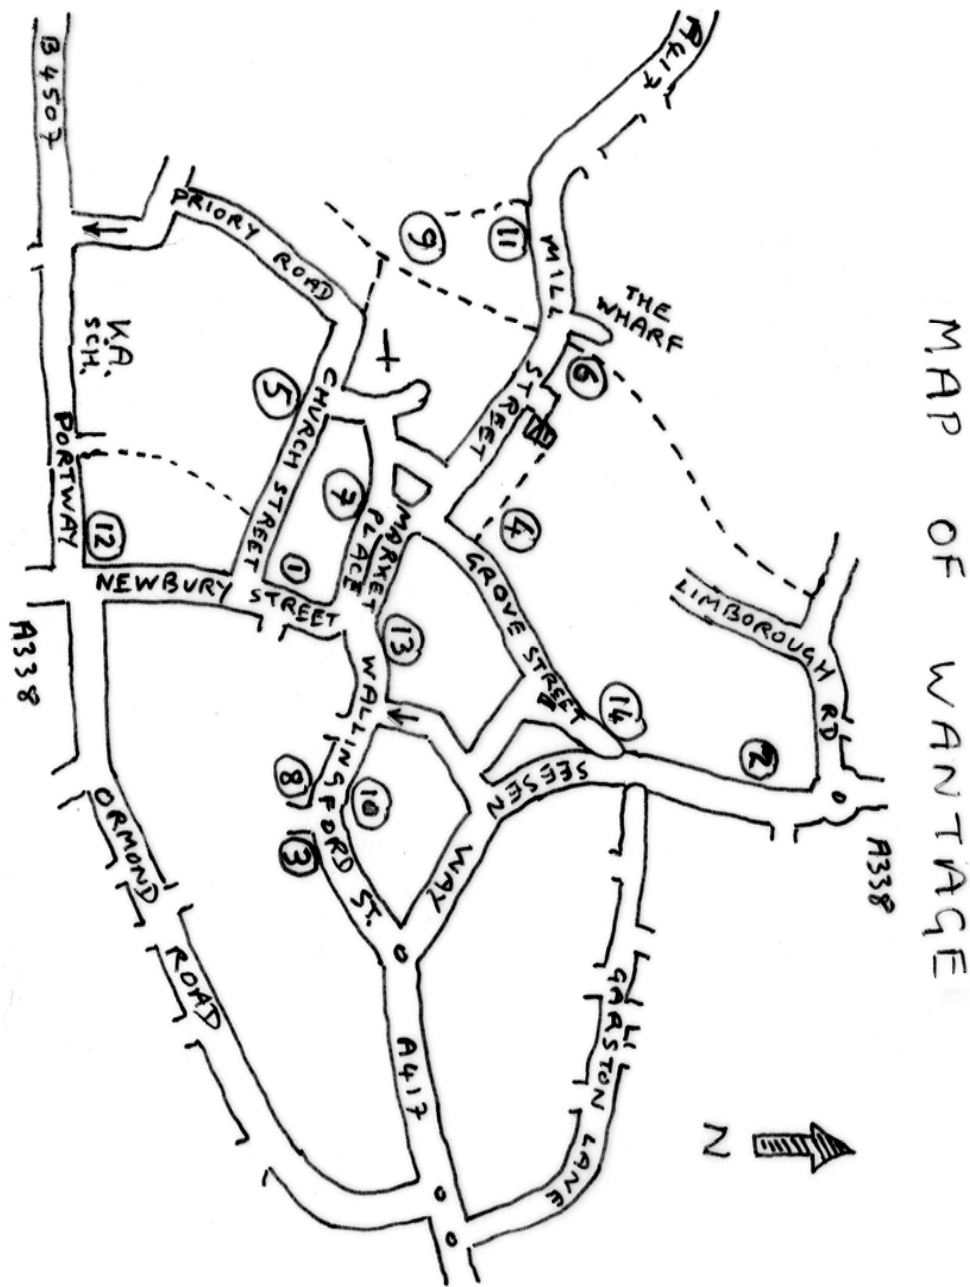 MAP OF WANTAGE
A417
B4507
PRIORY ROAD
9
11
MILL STREET
THE
WHARF
6
K.A.
SCH.
5
CHURCH STREET
PORTWAY
7
MARKET
PLACE
4
12
1
NEWBURY STREET
GROVE STREET
LIMBOROUGH RD
13
A338
WALLINGFORD ST.
14
2
8
10
3
SEESEN WAY
A338
ORMOND ROAD
GARSTON LANE
A417
N